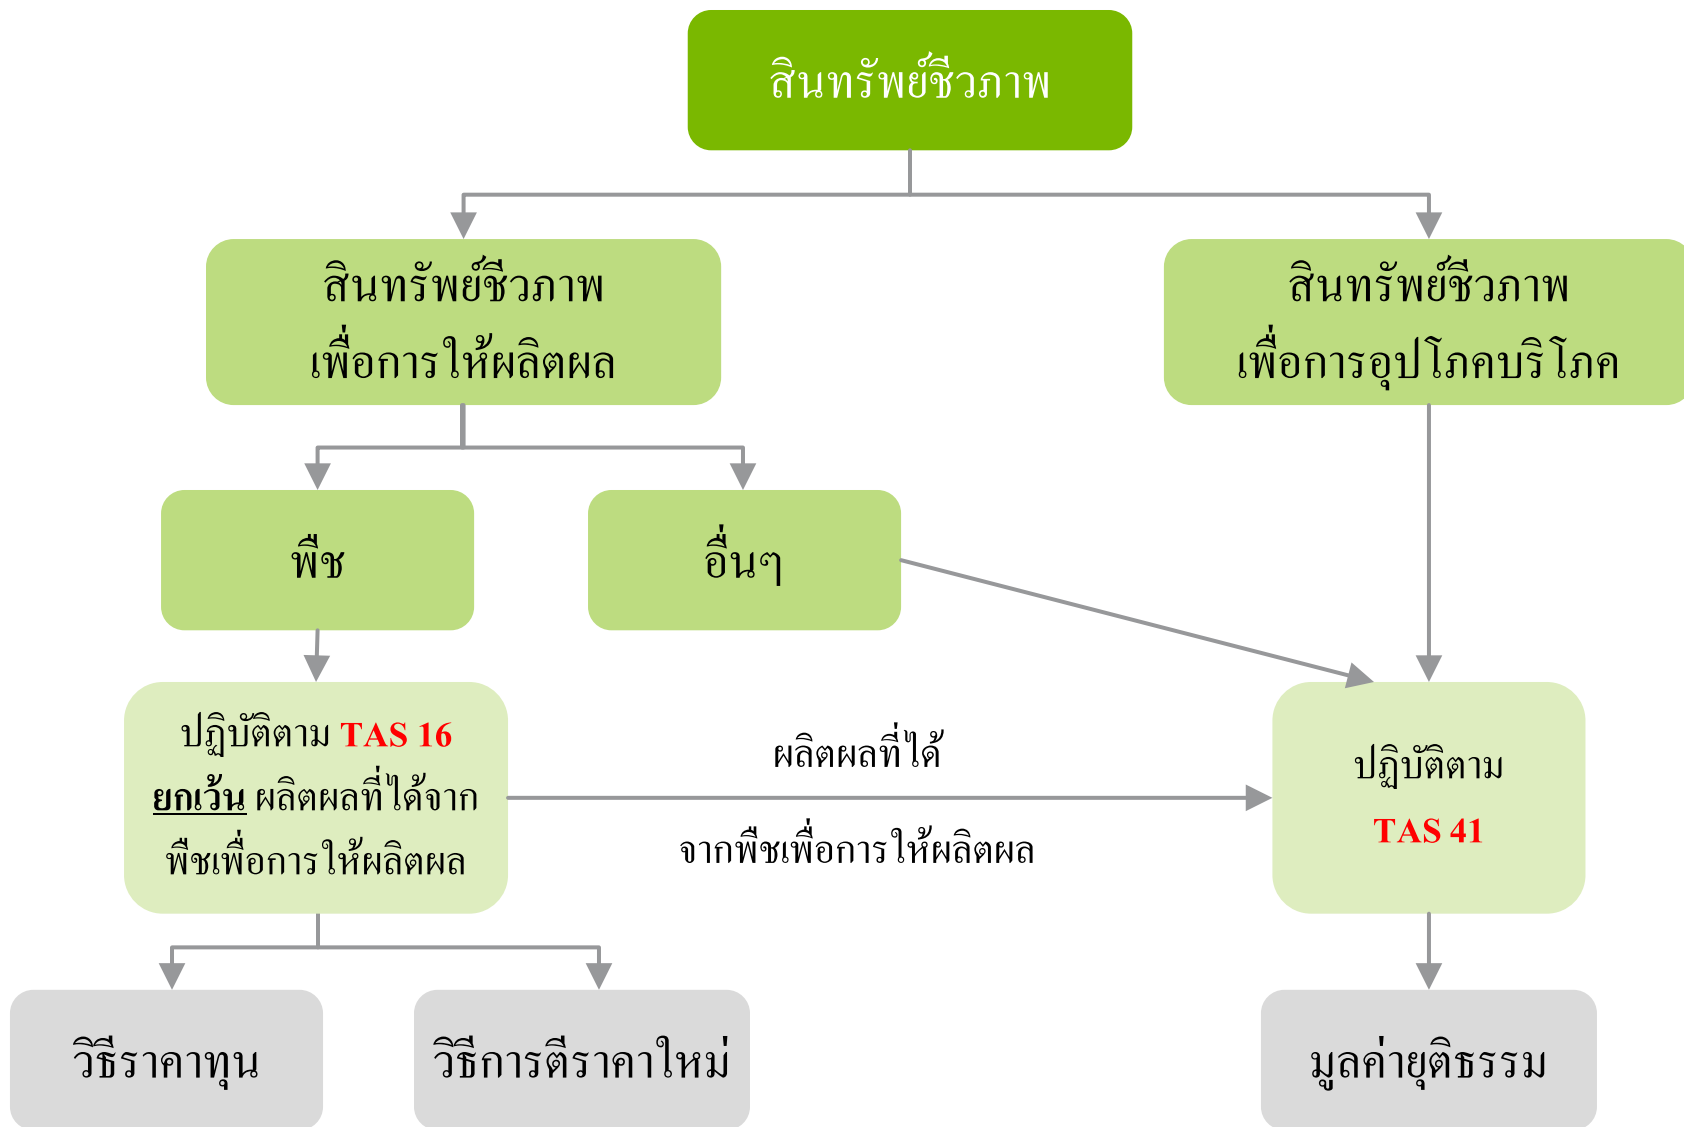 สินทรัพย์ชีวภาพ
สินทรัพย์ชีวภาพ
เพื่อการให้ผลิตผล
สินทรัพย์ชีวภาพ
เพื่อการอุปโภคบริโภค
พืช
อื่นๆ
ปฏิบัติตาม TAS 16
ยกเว้น ผลิตผลที่ได้จาก
พืชเพื่อการให้ผลิตผล
ผลิตผลที่ได้
จากพืชเพื่อการให้ผลิตผล
ปฏิบัติตาม
TAS 41
วิธีราคาทุน
วิธีการตีราคาใหม่
มูลค่ายุติธรรม